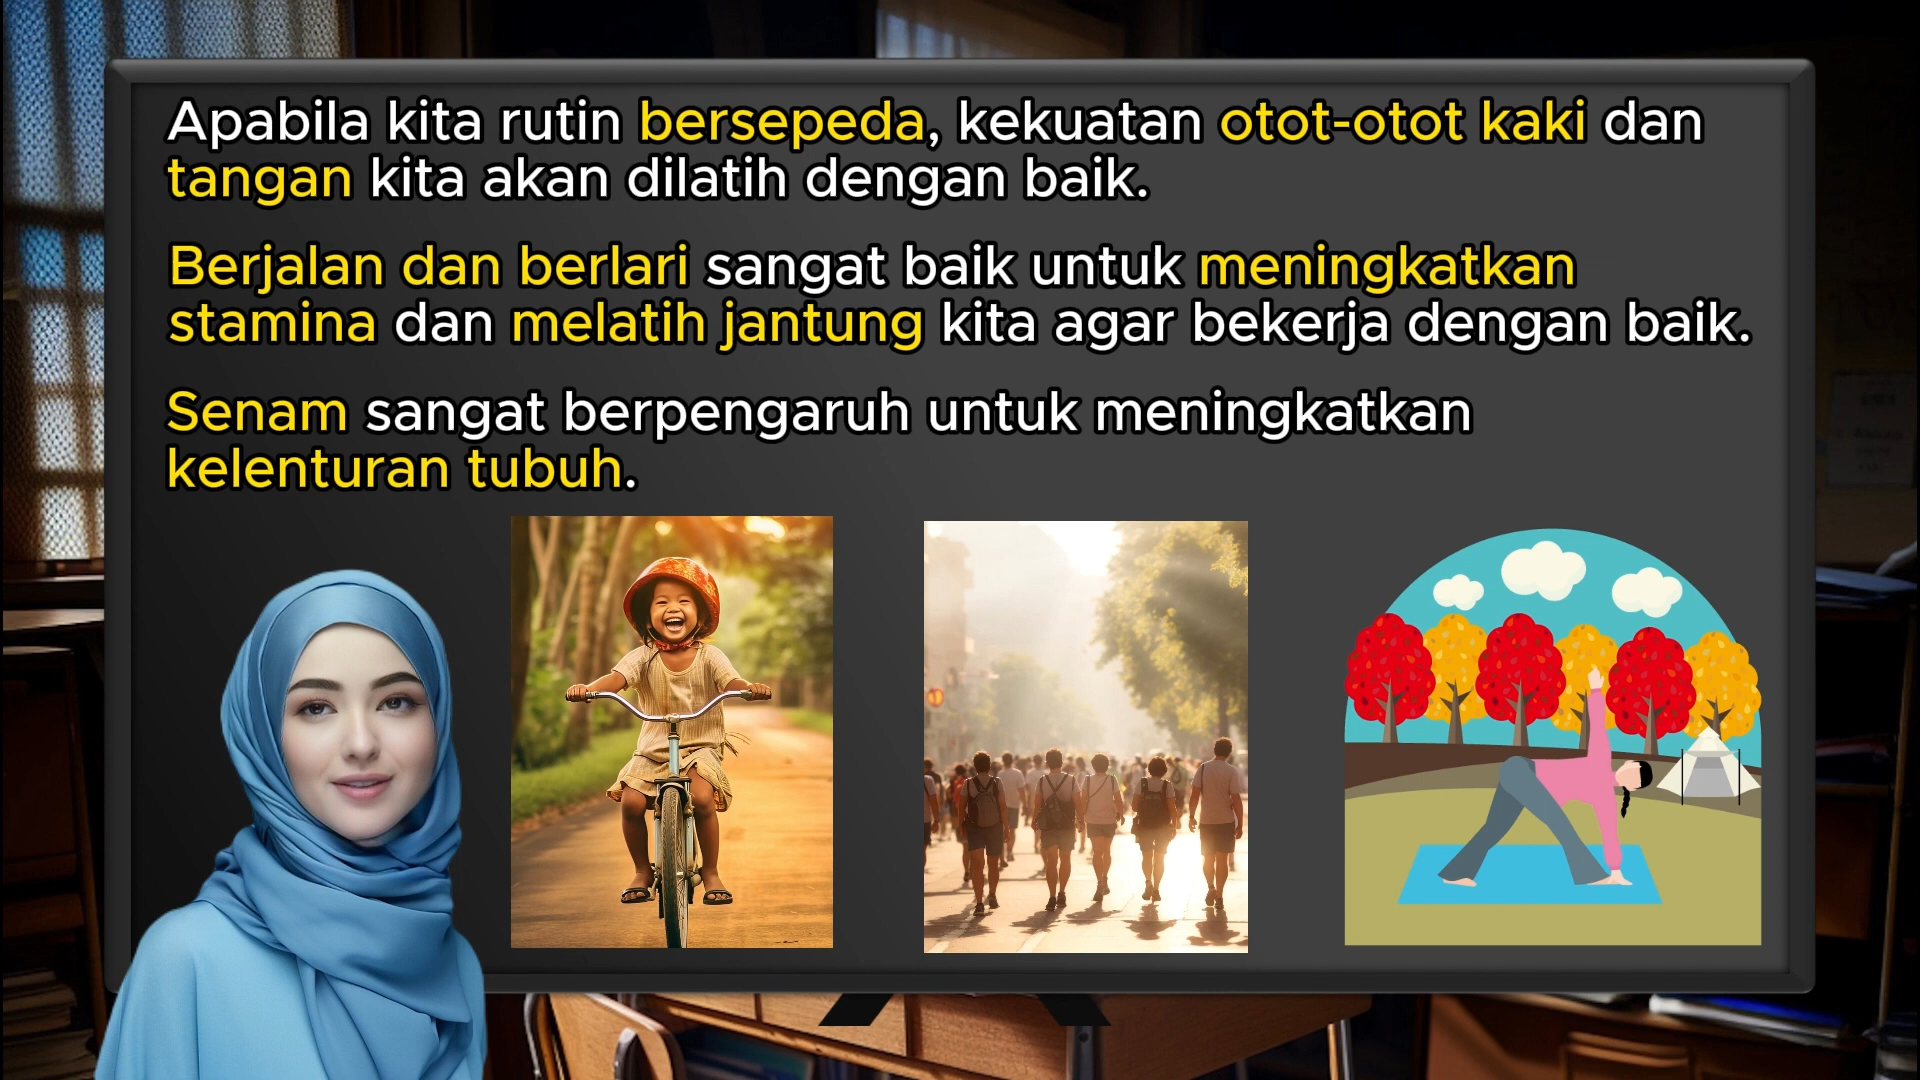 Apabila kita rutin bersepeda, kekuatan otot-otot kaki dan
tangan kita akan dilatih dengan baik.
Berjalan dan berlari sangat baik untuk meningkatkan
stamina dan melatih jantung kita agar bekerja dengan baik.
Senam sangat berpengaruh untuk meningkatkan
kelenturan tubuh.